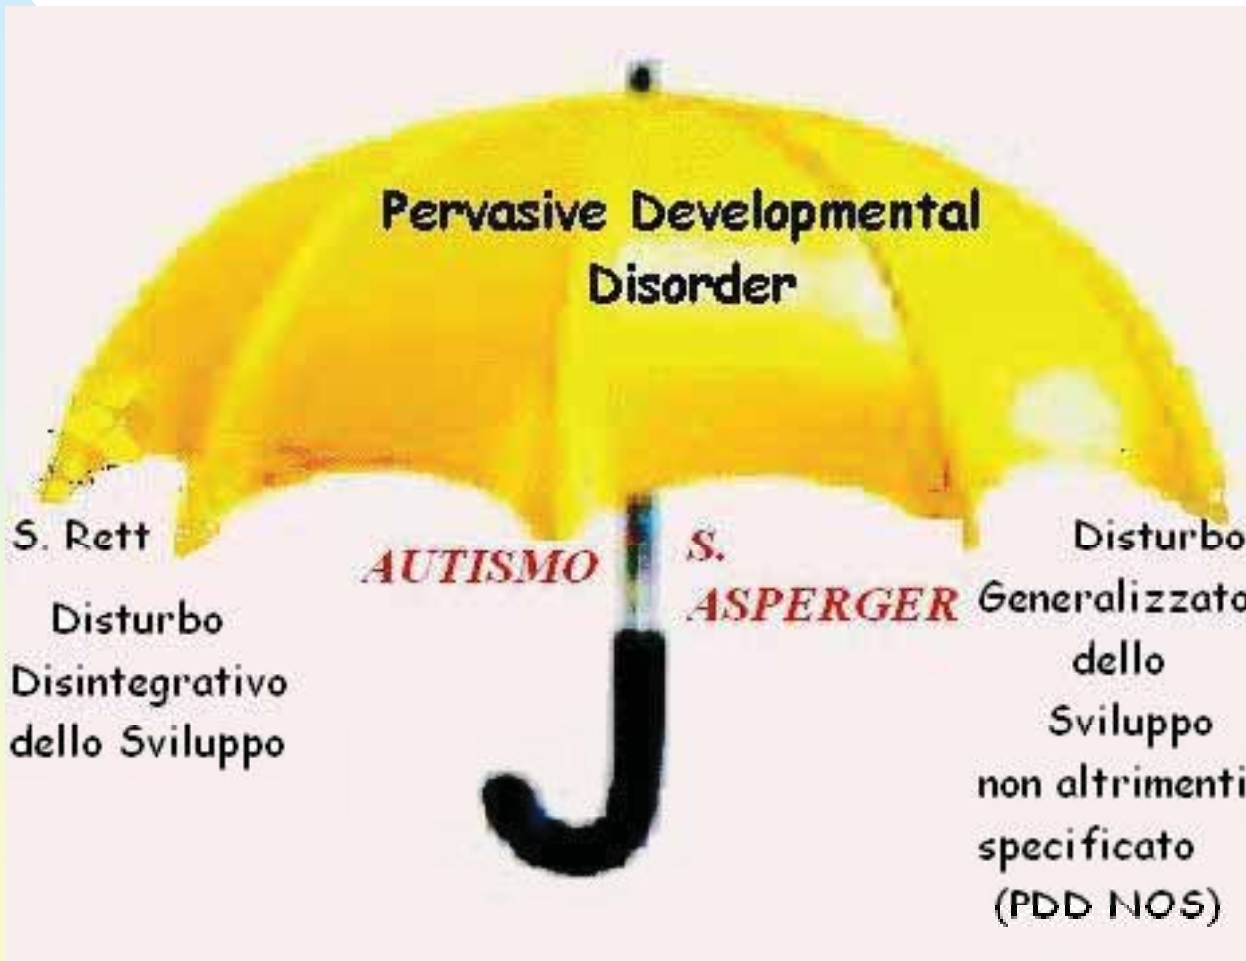 Pervasive Developmental
Disorder
S. Rett
Disturbo
Disintegrativo
dello Sviluppo
AUTISMO
S.
ASPERGER
Disturbo
Generalizzato
dello
Sviluppo
non altrimenti
specificato
(PDD NOS)